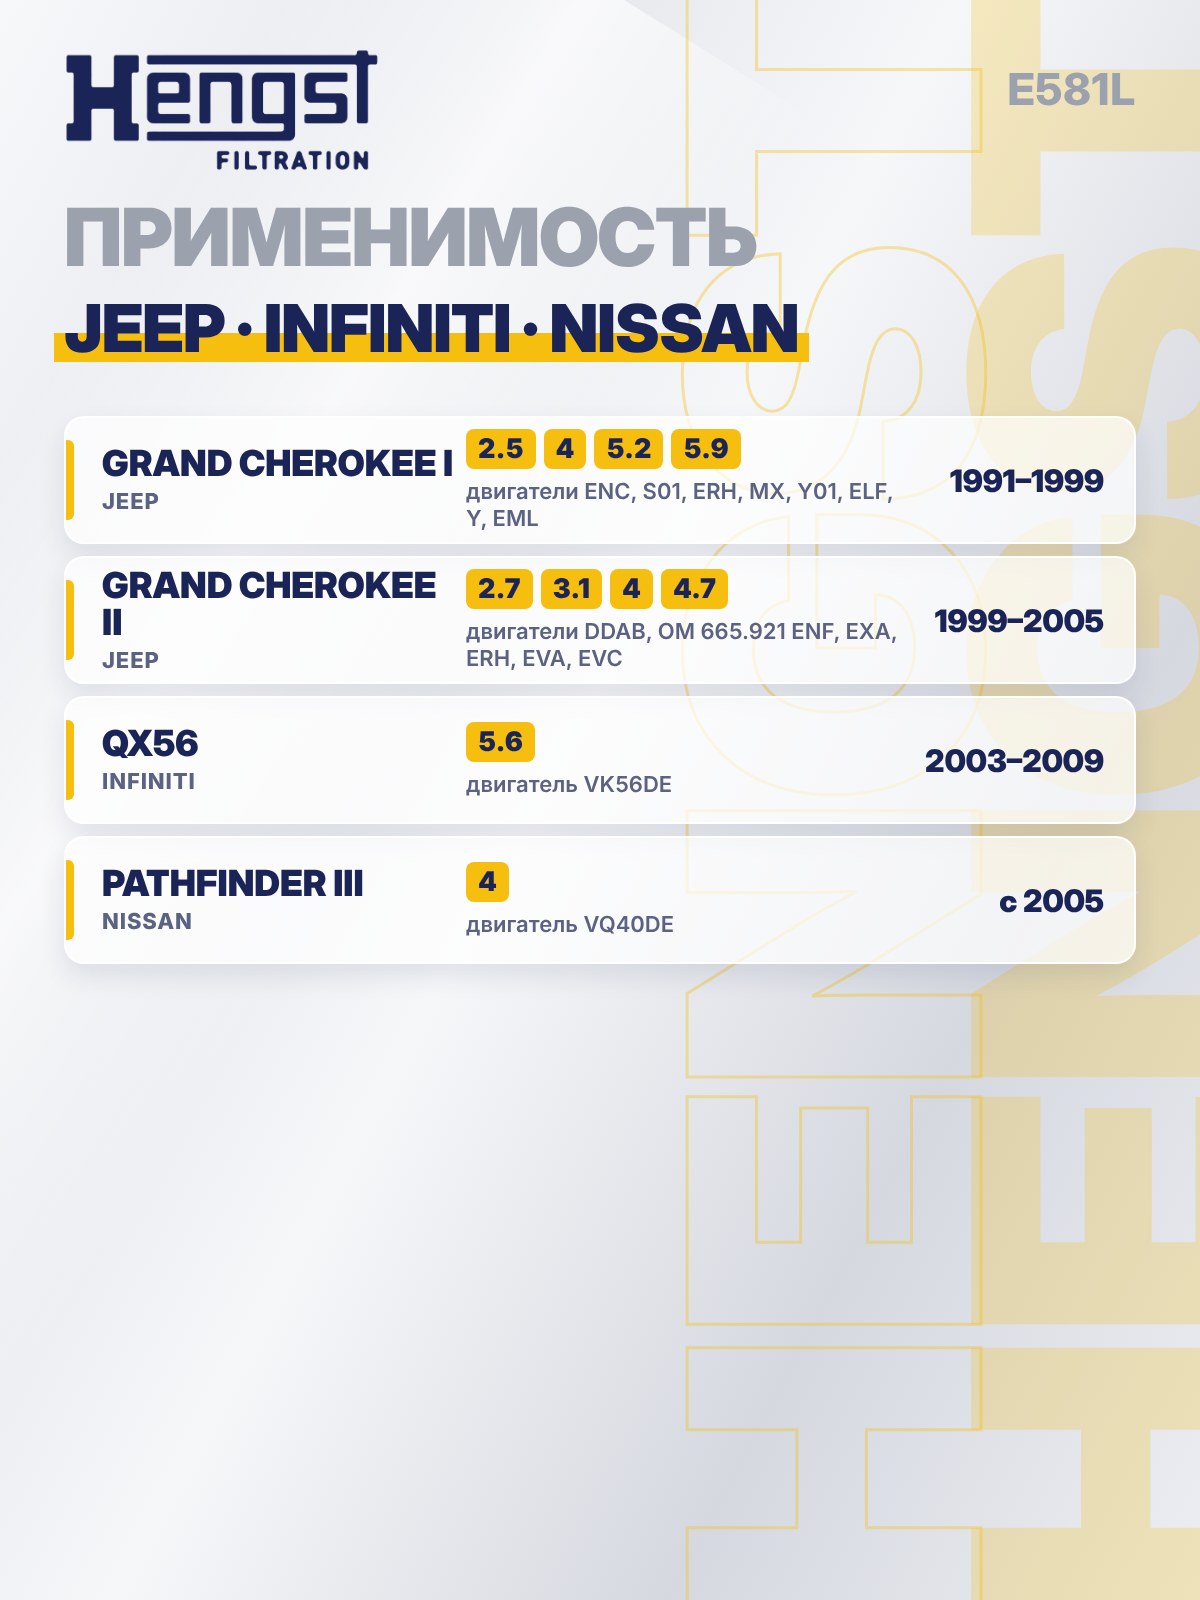 Hengst
FILTRATION
E581L
ПРИМЕНИМОСТЬ
JEEP · INFINITI · NISSAN
GRAND CHEROKEE I
JEEP
2.5 4 5.2 5.9
двигатели ENC, S01, ERH, MX, Y01, ELF,
Y, EML
1991–1999
GRAND CHEROKEE
II
JEEP
2.7 3.1 4 4.7
двигатели DDAB, OM 665.921 ENF, EXA,
ERH, EVA, EVC
1999–2005
QX56
INFINITI
5.6
двигатель VK56DE
2003–2009
PATHFINDER III
NISSAN
4
двигатель VQ40DE
с 2005
HENGST
HENGST